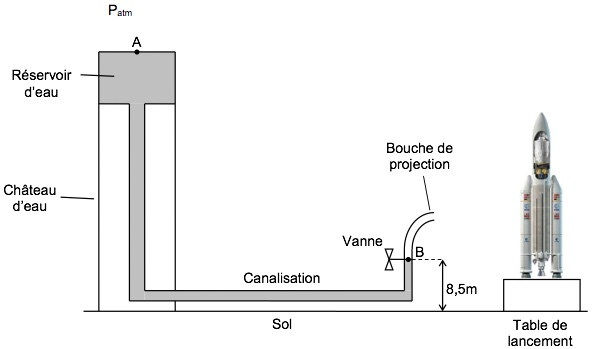 Patm
A
Réservoir
d'eau
Château
d'eau
Bouche de
projection
Vanne
B
Canalisation
8,5m
Sol
Table de
lancement